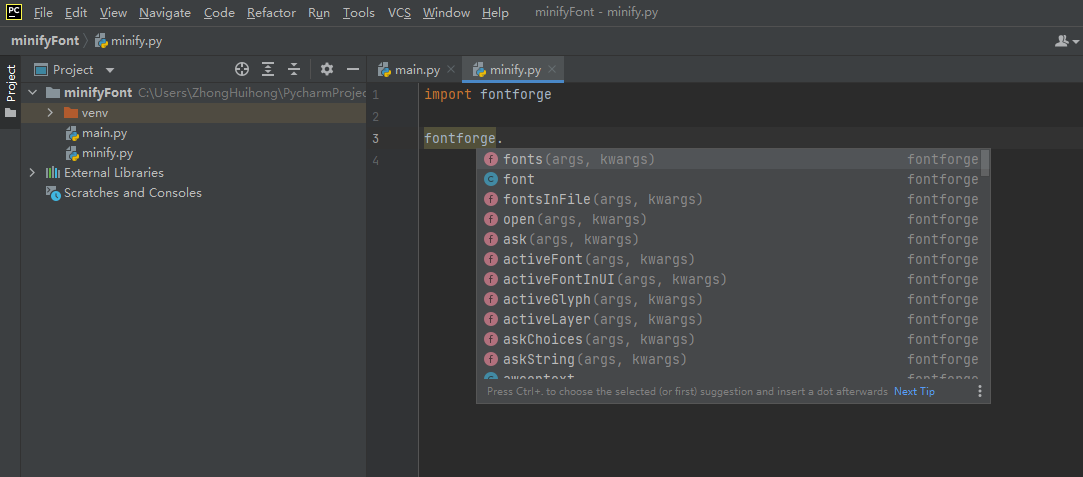 PC File Edit View Navigate Code Refactor Run Tools VCS Window Help minifyFont - minify.py
minifyFont minify.py
Project
Project
main.py minify.py
minifyFont C:\Users\ZhongHuihong\PycharmProjec
venv
main.py
minify.py
External Libraries
Scratches and Consoles
1 import fontforge
2
3 fontforge.
4
f fonts(args, kwargs) fontforge
C font fontforge
f fontsInFile(args, kwargs) fontforge
f open(args, kwargs) fontforge
f ask(args, kwargs) fontforge
f activeFont(args, kwargs) fontforge
f activeFontInUI(args, kwargs) fontforge
f activeGlyph(args, kwargs) fontforge
f activeLayer(args, kwargs) fontforge
f askChoices(args, kwargs) fontforge
f askString(args, kwargs) fontforge
C awcontext fontforge
Press Ctrl+. to choose the selected (or first) suggestion and insert a dot afterwards Next Tip